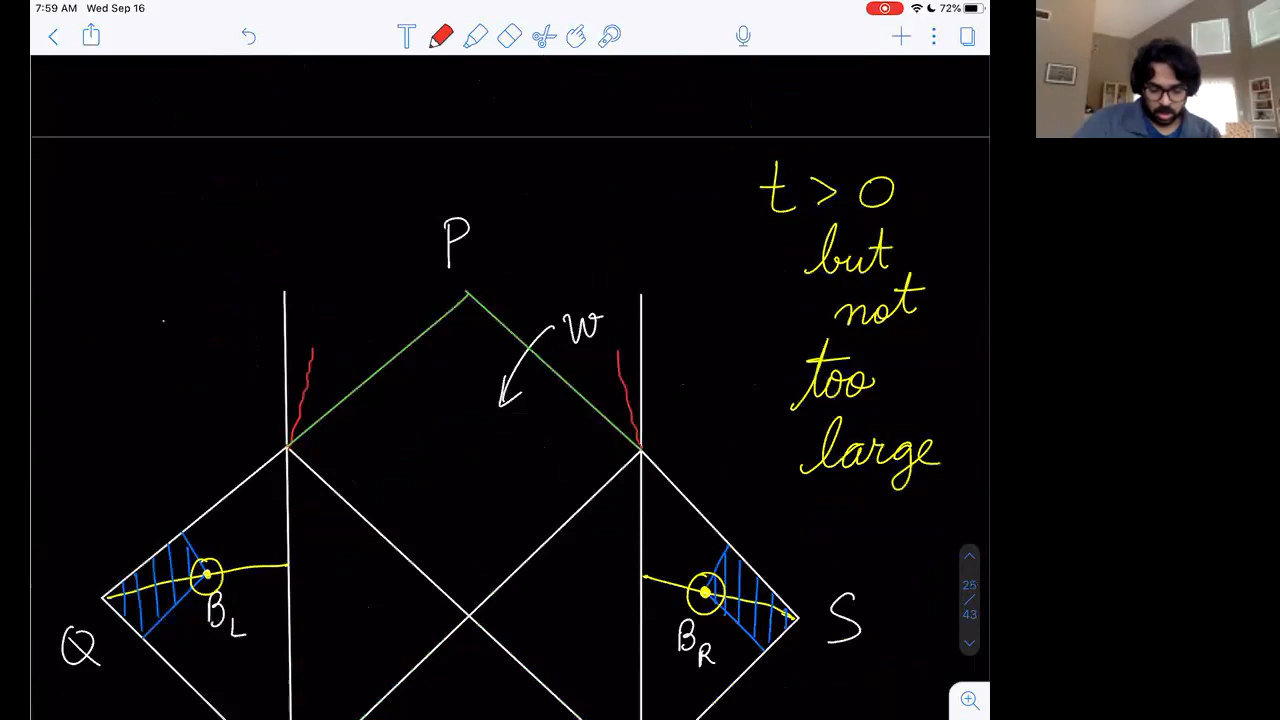 7:59 AM Wed Sep 16
72%
T
t > 0
but
not
too
large
P
W
B_L
Q
B_R
S
25
/
43